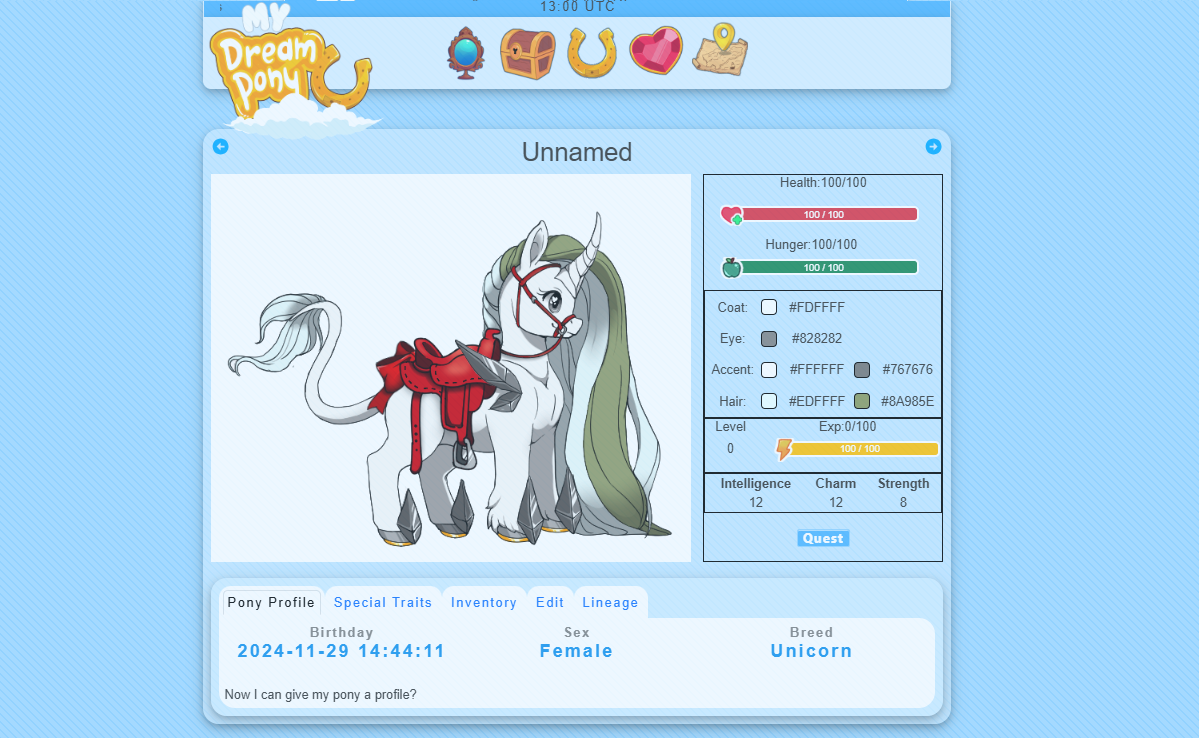 13:00 UTC
MY
Dream
Pony
Unnamed
Health:100/100
100 / 100
Hunger:100/100
100 / 100
Coat: #FDFFFF
Eye: #828282
Accent: #FFFFFF #767676
Hair: #EDFFFF #8A985E
Level Exp:0/100
0 100 / 100
Intelligence Charm Strength
12 12 8
Quest
Pony Profile Special Traits Inventory Edit Lineage
Birthday Sex Breed
2024-11-29 14:44:11 Female Unicorn
Now I can give my pony a profile?